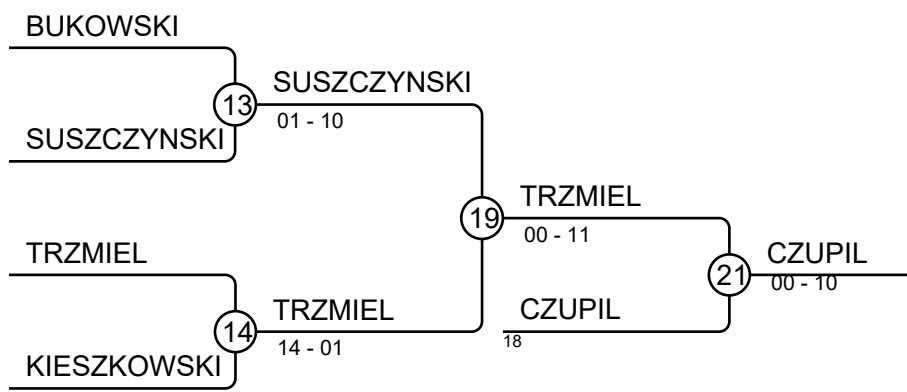 BUKOWSKI
13
SUSZCZYNSKI
01 - 10
SUSZCZYNSKI
19
TRZMIEL
00 - 11
TRZMIEL
21
CZUPIL
00 - 10
14
TRZMIEL
14 - 01
CZUPIL
18
KIESZKOWSKI